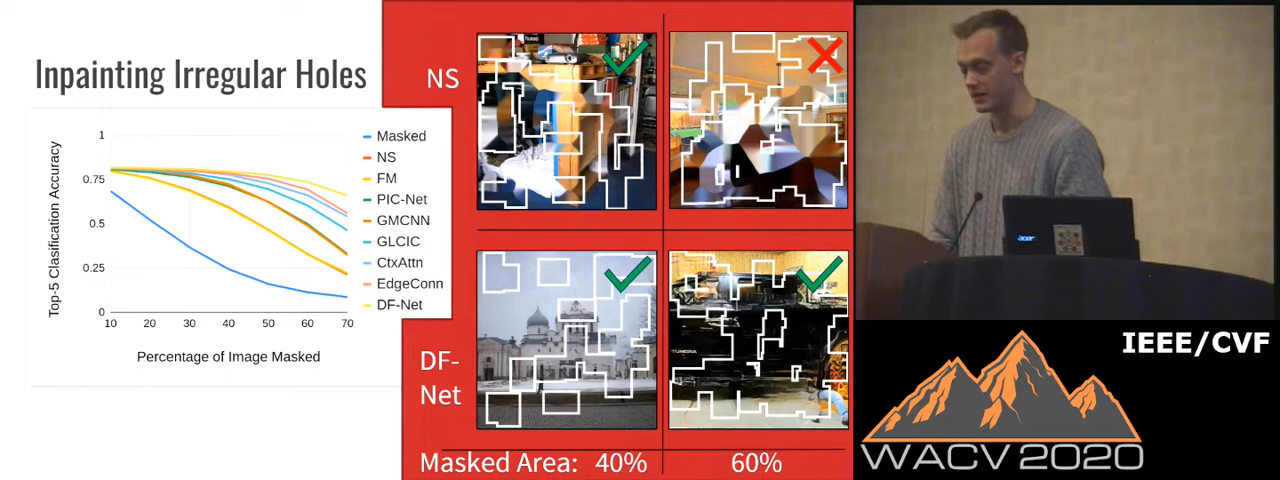 Inpainting Irregular Holes
Top-5 Clasification Accuracy
1
0.75
0.5
0.25
0
10 20 30 40 50 60 70
Percentage of Image Masked
Masked
NS
FM
PIC-Net
GMCNN
GLCIC
CtxAttn
EdgeConn
DF-Net
NS
DF-
Net
TUNDRA
Masked Area: 40% 60%
acer
IEEE/CVF
WACV 2020